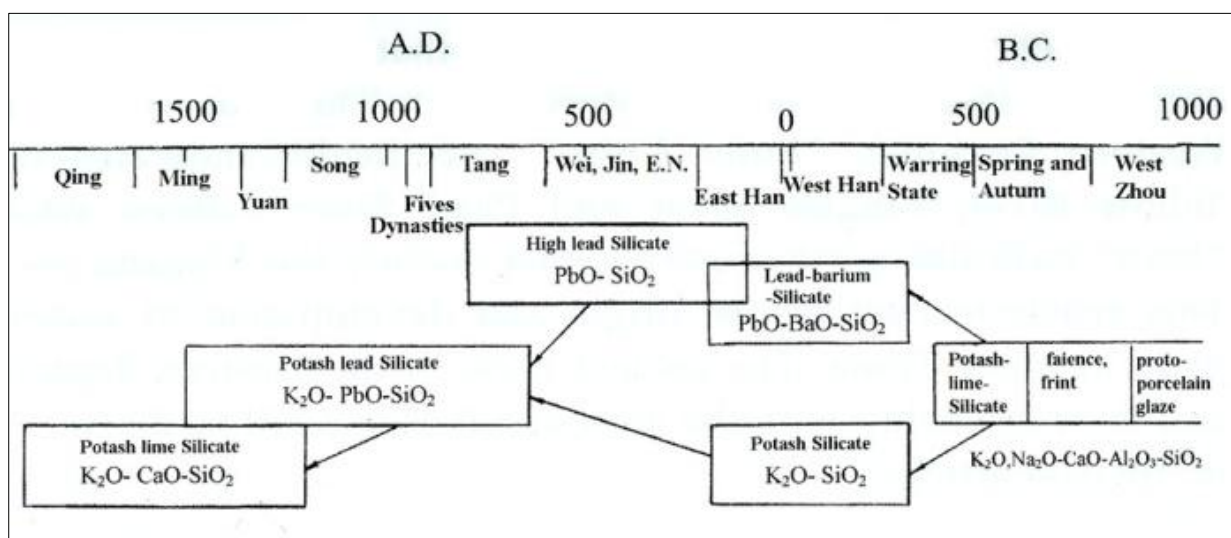 A.D. B.C.
1500 1000 500 0 500 1000
Qing Ming Yuan Song Fives Dynasties Tang Wei, Jin, E.N. East Han West Han Warring State Spring and Autum West Zhou
High lead Silicate
PbO- SiO₂
Lead-barium
-Silicate
PbO-BaO-SiO₂
Potash lead Silicate
K₂O- PbO-SiO₂
Potash-
lime-
Silicate
faience,
frint
proto-
porcelain
glaze
Potash lime Silicate
K₂O- CaO-SiO₂
Potash Silicate
K₂O- SiO₂
K₂O,Na₂O-CaO-Al₂O₃-SiO₂